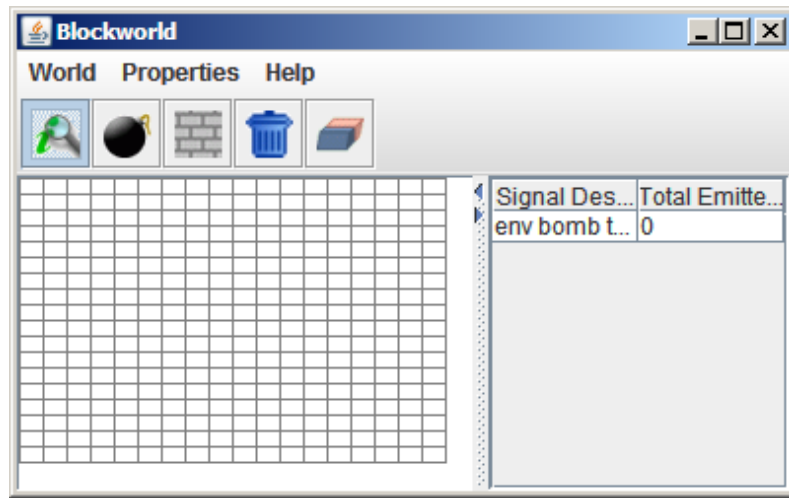 Blockworld
World Properties Help
Signal Des... Total Emitte...
env bomb t... 0